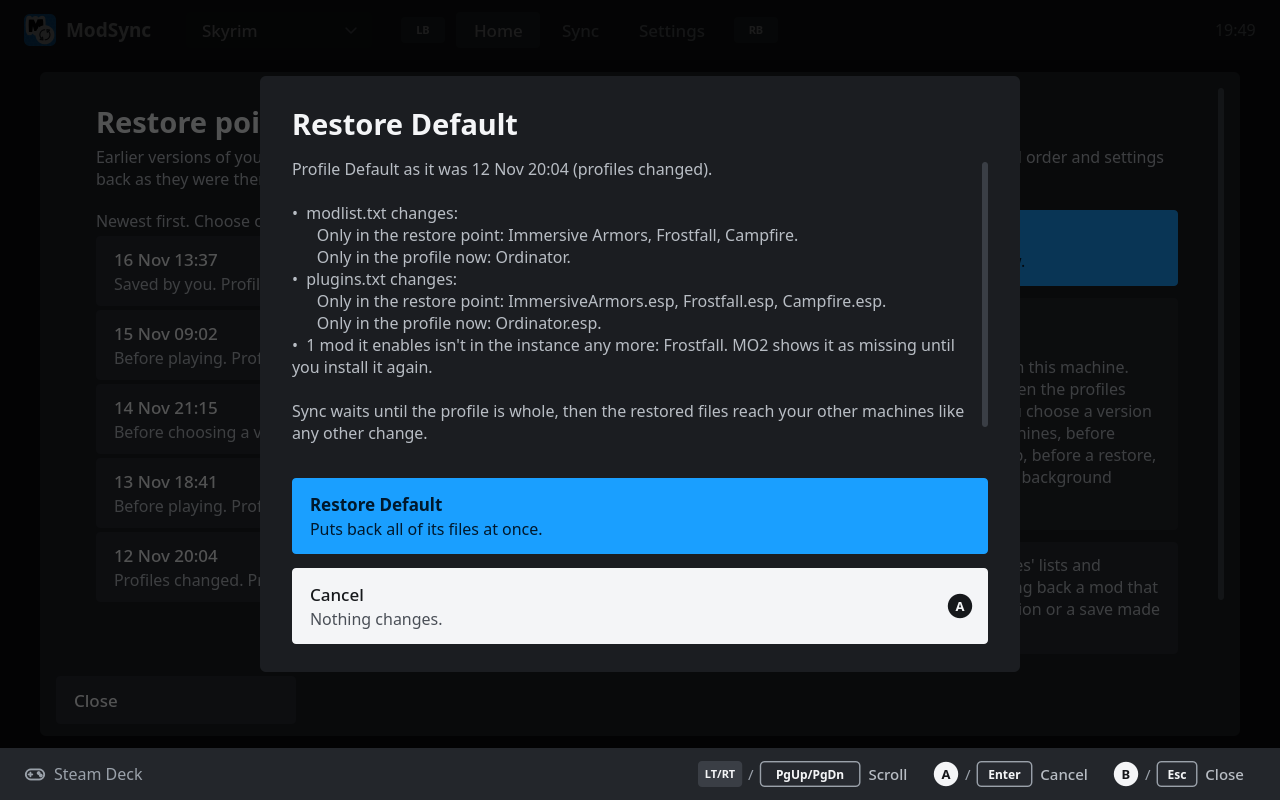 ModSync
Skyrim
LB
Home
Sync
Settings
RB
19:49
Restore poi
Earlier versions of you
back as they were the
d order and settings
Newest first. Choose
16 Nov 13:37
Saved by you. Profil
15 Nov 09:02
Before playing. Prof
14 Nov 21:15
Before choosing a v
13 Nov 18:41
Before playing. Prof
12 Nov 20:04
Profiles changed. Pr
this machine.
en the profiles
choose a version
hines, before
, before a restore,
background
es' lists and
ng back a mod that
ion or a save made
Close
Restore Default
Profile Default as it was 12 Nov 20:04 (profiles changed).
• modlist.txt changes:
Only in the restore point: Immersive Armors, Frostfall, Campfire.
Only in the profile now: Ordinator.
• plugins.txt changes:
Only in the restore point: ImmersiveArmors.esp, Frostfall.esp, Campfire.esp.
Only in the profile now: Ordinator.esp.
• 1 mod it enables isn't in the instance any more: Frostfall. MO2 shows it as missing until
you install it again.
Sync waits until the profile is whole, then the restored files reach your other machines like
any other change.
Restore Default
Puts back all of its files at once.
Cancel
Nothing changes.
A
Steam Deck
LT/RT / PgUp/PgDn Scroll A / Enter Cancel B / Esc Close